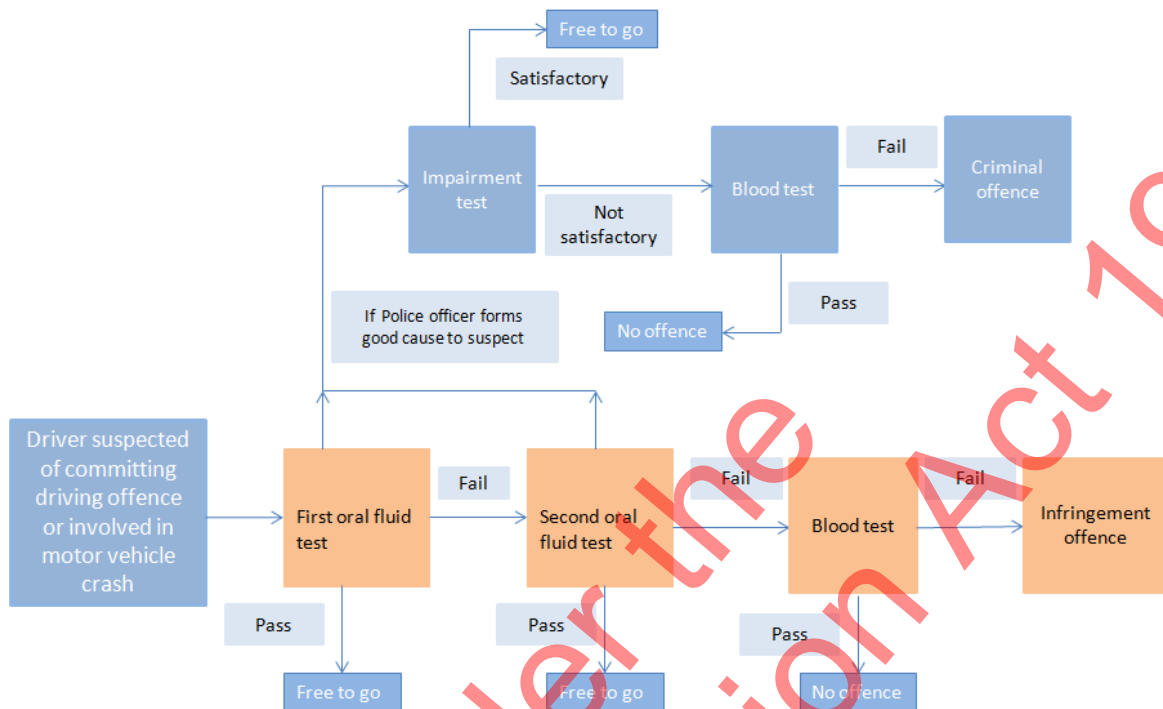 Free to go
Satisfactory
Impairment
test
Not
satisfactory
Blood test
Fail
Criminal
offence
Pass
No offence
If Police officer forms
good cause to suspect
Driver suspected
of committing
driving offence
or involved in
motor vehicle
crash
First oral fluid
test
Fail
Second oral
fluid test
Fail
Blood test
Fail
Infringement
offence
Pass
Free to go
Pass
Free to go
Pass
No offence
the
Act